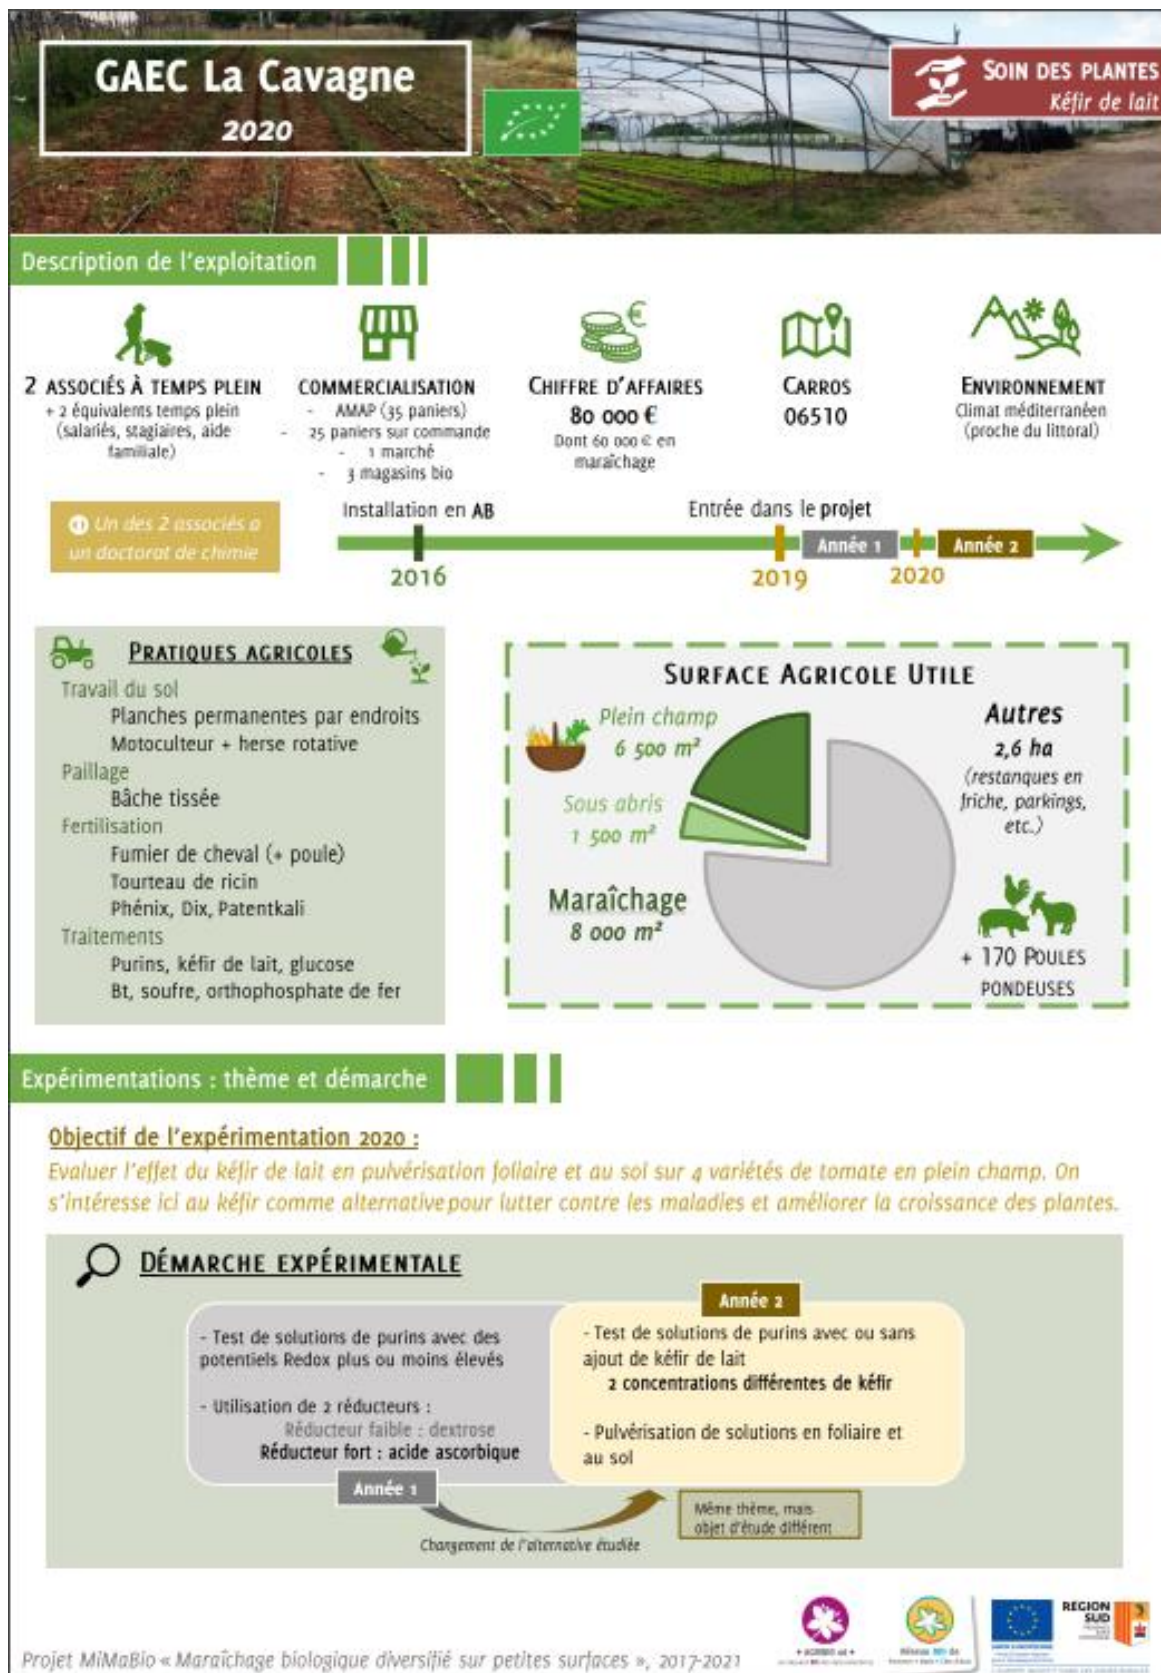 GAEC La Cavagne
2020
SOIN DES PLANTES
Kéfir de lait
Description de l'exploitation
2 ASSOCIÉS À TEMPS PLEIN
+ 2 équivalents temps plein
(salariés, stagiaires, aide
familiale)
COMMERCIALISATION
- AMAP (35 paniers)
- 25 paniers sur commande
- 1 marché
- 3 magasins bio
CHIFFRE D'AFFAIRES
80 000 €
Dont 60 000 € en
maraîchage
CARROS
06510
ENVIRONNEMENT
Climat méditerranéen
(proche du littoral)
Un des 2 associés a
un doctorat de chimie
Installation en AB
Entrée dans le projet
Année 1
Année 2
2016
2019
2020
PRATIQUES AGRICOLES
Travail du sol
Planches permanentes par endroits
Motoculteur + herse rotative
Paillage
Bâche tissée
Fertilisation
Fumier de cheval (+ poule)
Tourteau de ricin
Phénix, Dix, Patentkali
Traitements
Purins, kéfir de lait, glucose
Bt, soufre, orthophosphate de fer
SURFACE AGRICOLE UTILE
Plein champ
6 500 m²
Sous abris
1 500 m²
Maraîchage
8 000 m²
Autres
2,6 ha
(restanques en
friche, parkings,
etc.)
+ 170 POULES
PONDEUSES
Expérimentations : thème et démarche
Objectif de l'expérimentation 2020 :
Evaluer l'effet du kéfir de lait en pulvérisation foliaire et au sol sur 4 variétés de tomate en plein champ. On
s'intéresse ici au kéfir comme alternative pour lutter contre les maladies et améliorer la croissance des plantes.
DÉMARCHE EXPÉRIMENTALE
- Test de solutions de purins avec des
potentiels Redox plus ou moins élevés
- Utilisation de 2 réducteurs :
Réducteur faible : dextrose
Réducteur fort : acide ascorbique
Année 1
Année 2
- Test de solutions de purins avec ou sans
ajout de kéfir de lait
2 concentrations différentes de kéfir
- Pulvérisation de solutions en foliaire et
au sol
Changement de l'alternative étudiée
Même thème, mais
objet d'étude différent
REGION
SUD
Projet MiMaBio « Maraîchage biologique diversifié sur petites surfaces », 2017-2021